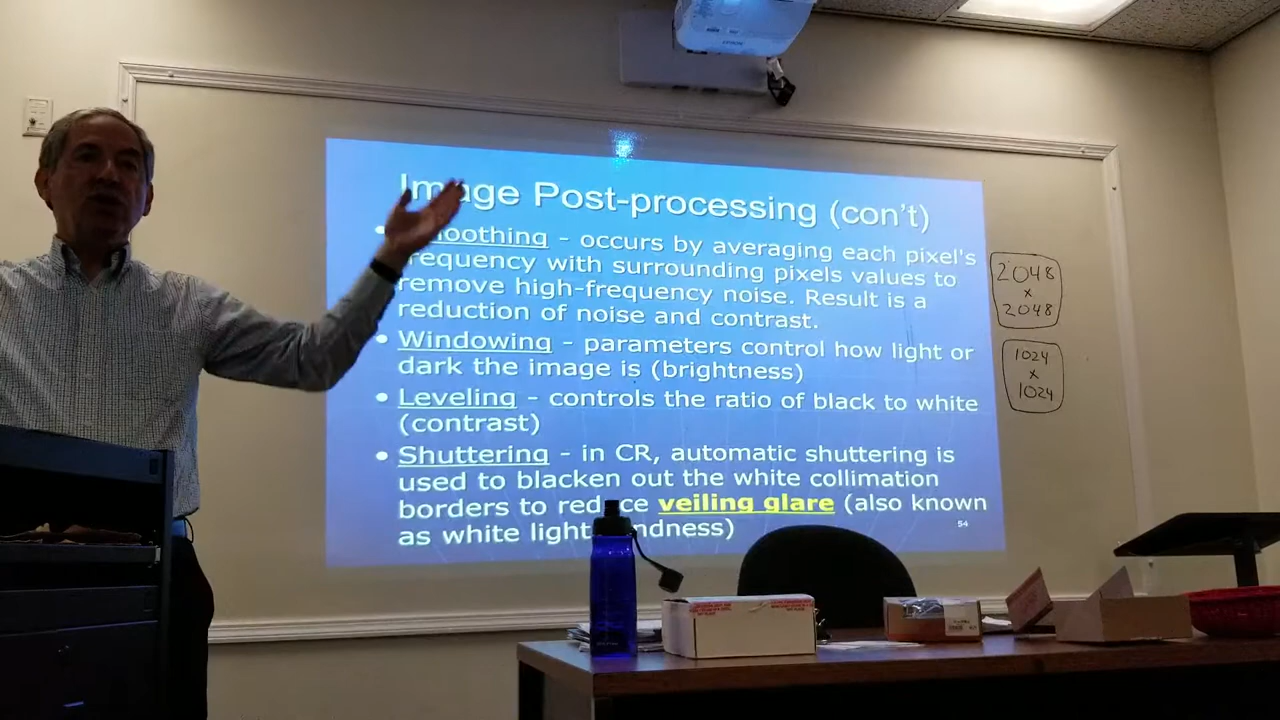 Image Post-processing (con't)
• Smoothing - occurs by averaging each pixel's
frequency with surrounding pixels values to
remove high-frequency noise. Result is a
reduction of noise and contrast.
• Windowing - parameters control how light or
dark the image is (brightness)
• Leveling - controls the ratio of black to white
(contrast)
• Shuttering - in CR, automatic shuttering is
used to blacken out the white collimation
borders to reduce veiling glare (also known
as white light blindness)
54
2048
x
2048
1024
x
1024